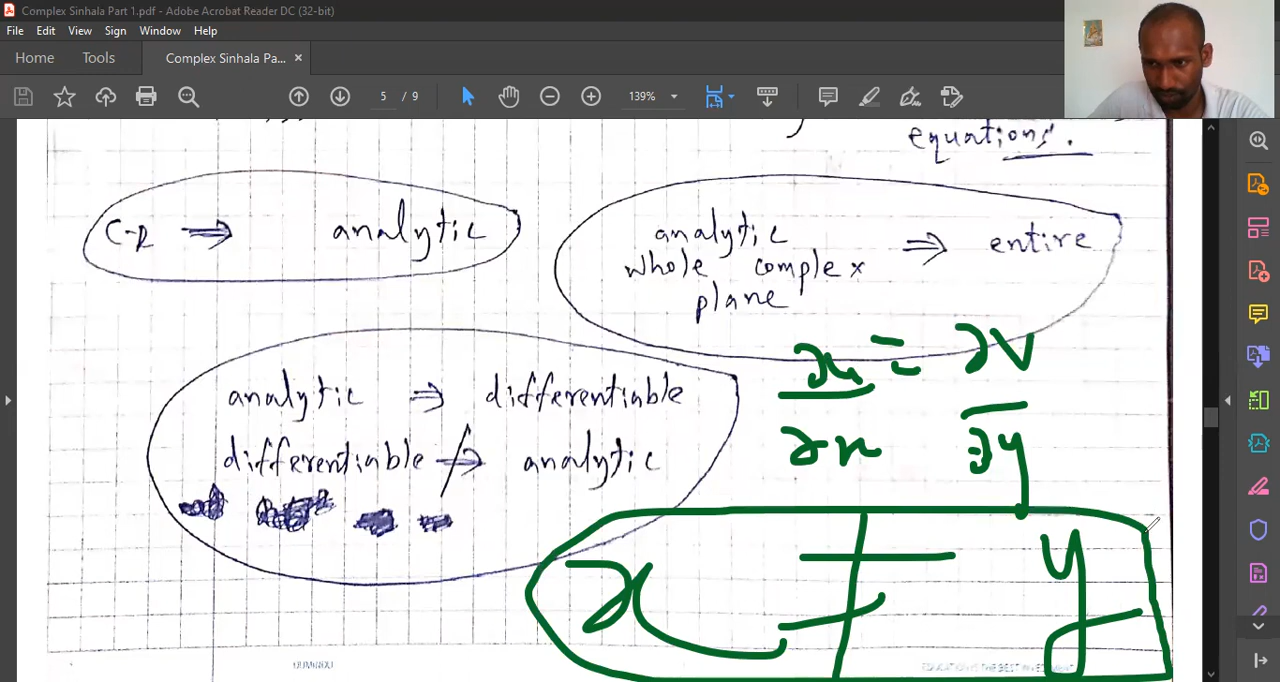 Complex Sinhala Part 1.pdf - Adobe Acrobat Reader DC (32-bit)
File Edit View Sign Window Help
Home Tools Complex Sinhala Pa... ×
5 / 9 139%
equations.
C-R ⇒ analytic
analytic whole complex plane ⇒ entire
analytic ⇒ differentiable
differentiable ⇏ analytic
∂u/∂x = ∂v/∂y
x ≠ y